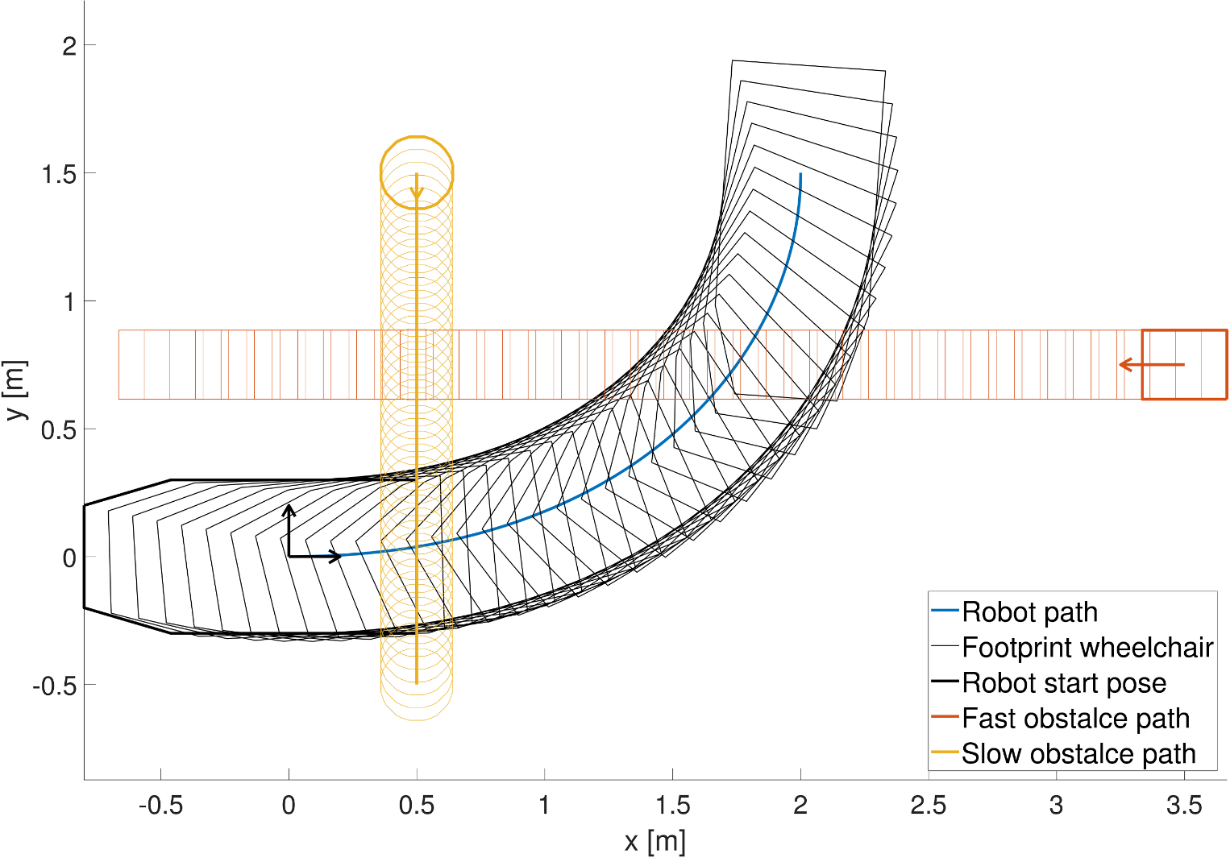 2
1.5
1
0.5
0
-0.5
y [m]
-0.5
0
0.5
1
1.5
2
2.5
3
3.5
x [m]
Robot path
Footprint wheelchair
Robot start pose
Fast obstalce path
Slow obstalce path